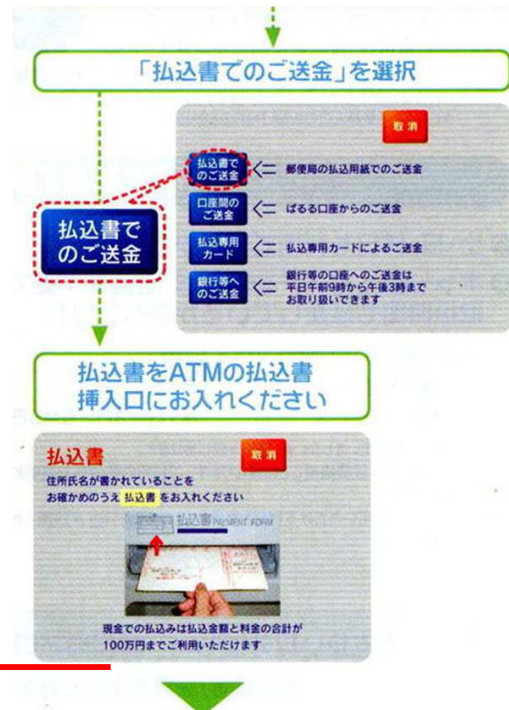 「払込書でのご送金」を選択
取消
払込書で
のご送金
郵便局の払込用紙でのご送金
口座間の
ご送金
ぱるる口座からのご送金
払込専用
カード
払込専用カードによるご送金
銀行等へ
のご送金
銀行等の口座へのご送金は
平日午前9時から午後3時まで
お取り扱いできます
払込書で
のご送金
払込書をATMの払込書
挿入口にお入れください
払込書
取消
住所氏名が書かれていることを
お確かめのうえ 払込書 をお入れください
払込書
現金での払込みは払込金額と料金の合計が
100万円までご利用いただけます